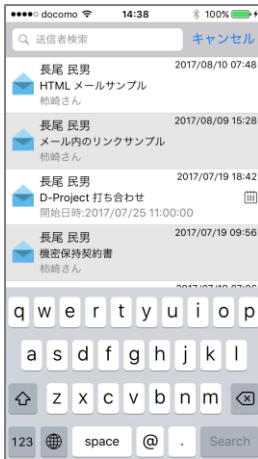 docomo 14:38 100%
送信者検索 キャンセル
長尾 民男 2017/08/10 07:48
HTML メールサンプル
柿崎さん
長尾 民男 2017/08/09 15:28
メール内のリンクサンプル
柿崎さん
長尾 民男 2017/07/19 18:42
D-Project 打ち合わせ
開始日時:2017/07/25 11:00:00
長尾 民男 2017/07/19 09:56
機密保持契約書
柿崎さん
q w e r t y u i o p
a s d f g h j k l
z x c v b n m
123 space @ . Search